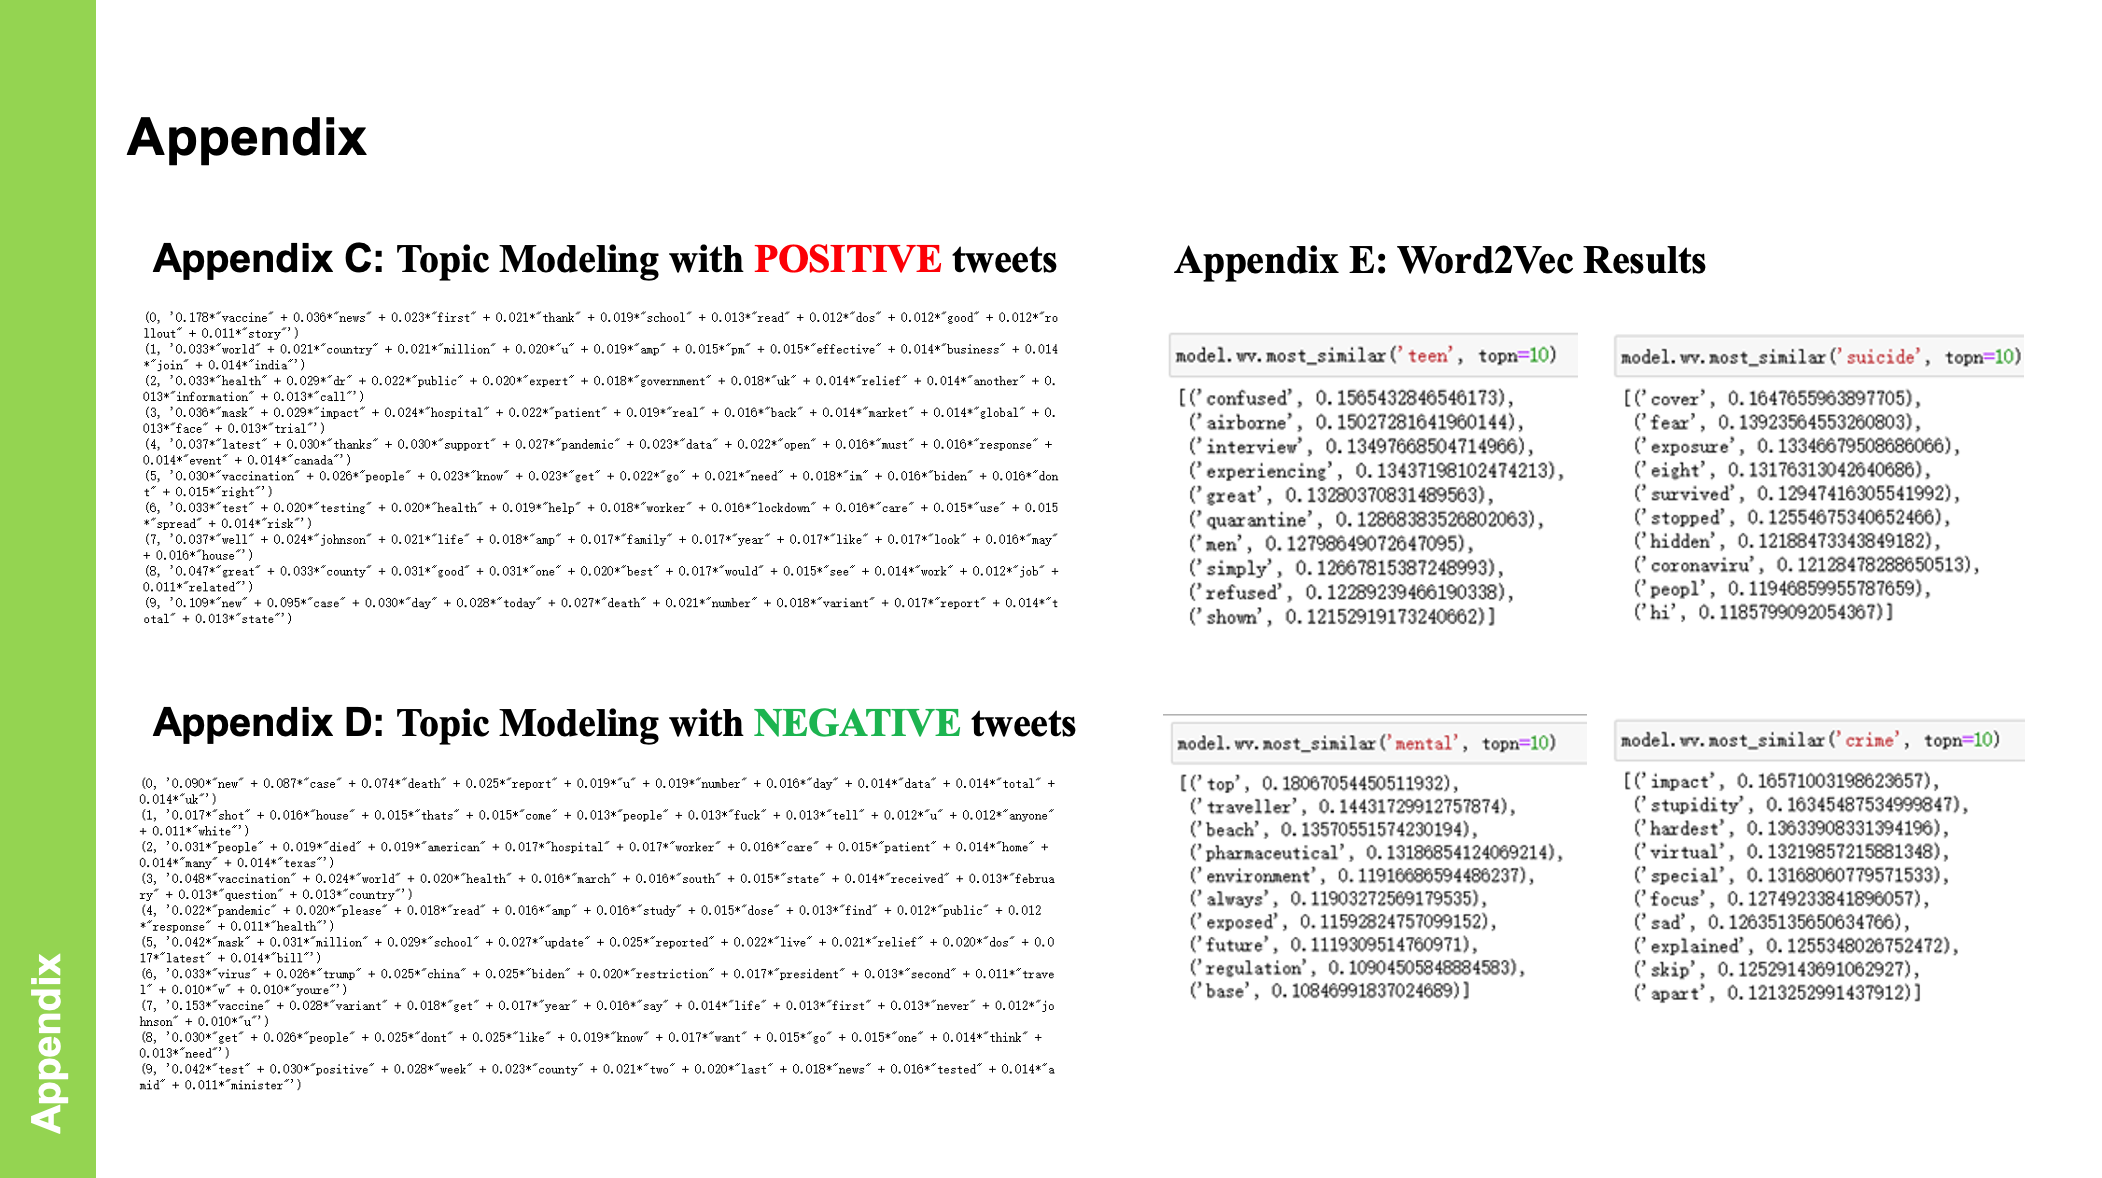 Appendix
Appendix C: Topic Modeling with POSITIVE tweets
(0, '0.178*"vaccine" + 0.036*"news" + 0.023*"first" + 0.021*"thank" + 0.019*"school" + 0.013*"read" + 0.012*"dos" + 0.012*"good" + 0.012*"ro
llout" + 0.011*"story"')
(1, '0.033*"world" + 0.021*"country" + 0.021*"million" + 0.020*"u" + 0.019*"amp" + 0.015*"pm" + 0.015*"effective" + 0.014*"business" + 0.014
*"join" + 0.014*"india"')
(2, '0.033*"health" + 0.029*"dr" + 0.022*"public" + 0.020*"expert" + 0.018*"government" + 0.018*"uk" + 0.014*"relief" + 0.014*"another" + 0.
013*"information" + 0.013*"call"')
(3, '0.036*"mask" + 0.029*"impact" + 0.024*"hospital" + 0.022*"patient" + 0.019*"real" + 0.016*"back" + 0.014*"market" + 0.014*"global" + 0.
013*"face" + 0.013*"trial"')
(4, '0.037*"latest" + 0.030*"thanks" + 0.030*"support" + 0.027*"pandemic" + 0.023*"data" + 0.022*"open" + 0.016*"must" + 0.016*"response" +
0.014*"event" + 0.014*"canada"')
(5, '0.030*"vaccination" + 0.026*"people" + 0.023*"know" + 0.023*"get" + 0.022*"go" + 0.021*"need" + 0.018*"im" + 0.016*"biden" + 0.016*"don
t" + 0.015*"right"')
(6, '0.033*"test" + 0.020*"testing" + 0.020*"health" + 0.019*"help" + 0.018*"worker" + 0.016*"lockdown" + 0.016*"care" + 0.015*"use" + 0.015
*"spread" + 0.014*"risk"')
(7, '0.037*"well" + 0.024*"johnson" + 0.021*"life" + 0.018*"amp" + 0.017*"family" + 0.017*"year" + 0.017*"like" + 0.017*"look" + 0.016*"may"
+ 0.016*"house"')
(8, '0.047*"great" + 0.033*"county" + 0.031*"good" + 0.031*"one" + 0.020*"best" + 0.017*"would" + 0.015*"see" + 0.014*"work" + 0.012*"job" +
0.011*"related"')
(9, '0.109*"new" + 0.095*"case" + 0.030*"day" + 0.028*"today" + 0.027*"death" + 0.021*"number" + 0.018*"variant" + 0.017*"report" + 0.014*"t
otal" + 0.013*"state"')
Appendix D: Topic Modeling with NEGATIVE tweets
(0, '0.090*"new" + 0.087*"case" + 0.074*"death" + 0.025*"report" + 0.019*"u" + 0.019*"number" + 0.016*"day" + 0.014*"data" + 0.014*"total" +
0.014*"uk"')
(1, '0.017*"shot" + 0.016*"house" + 0.015*"thats" + 0.015*"come" + 0.013*"people" + 0.013*"fuck" + 0.013*"tell" + 0.012*"u" + 0.012*"anyone"
+ 0.011*"white"')
(2, '0.031*"people" + 0.019*"died" + 0.019*"american" + 0.017*"hospital" + 0.017*"worker" + 0.016*"care" + 0.015*"patient" + 0.014*"home" +
0.014*"many" + 0.014*"texas"')
(3, '0.048*"vaccination" + 0.024*"world" + 0.020*"health" + 0.016*"march" + 0.016*"south" + 0.015*"state" + 0.014*"received" + 0.013*"februa
ry" + 0.013*"question" + 0.013*"country"')
(4, '0.022*"pandemic" + 0.020*"please" + 0.018*"read" + 0.016*"amp" + 0.016*"study" + 0.015*"dose" + 0.013*"find" + 0.012*"public" + 0.012
*"response" + 0.011*"health"')
(5, '0.042*"mask" + 0.031*"million" + 0.029*"school" + 0.027*"update" + 0.025*"reported" + 0.022*"live" + 0.021*"relief" + 0.020*"dos" + 0.0
17*"latest" + 0.014*"bill"')
(6, '0.033*"virus" + 0.026*"trump" + 0.025*"china" + 0.025*"biden" + 0.020*"restriction" + 0.017*"president" + 0.013*"second" + 0.011*"trave
l" + 0.010*"w" + 0.010*"youre"')
(7, '0.153*"vaccine" + 0.028*"variant" + 0.018*"get" + 0.017*"year" + 0.016*"say" + 0.014*"life" + 0.013*"first" + 0.013*"never" + 0.012*"jo
hnson" + 0.010*"u"')
(8, '0.030*"get" + 0.026*"people" + 0.025*"dont" + 0.025*"like" + 0.019*"know" + 0.017*"want" + 0.015*"go" + 0.015*"one" + 0.014*"think" +
0.013*"need"')
(9, '0.042*"test" + 0.030*"positive" + 0.028*"week" + 0.023*"county" + 0.021*"two" + 0.020*"last" + 0.018*"news" + 0.016*"tested" + 0.014*"a
mid" + 0.011*"minister"')
Appendix E: Word2Vec Results
model.wv.most_similar('teen', topn=10)
[('confused', 0.1565432846546173),
('airborne', 0.15027281641960144),
('interview', 0.13497668504714966),
('experiencing', 0.13437198102474213),
('great', 0.13280370831489563),
('quarantine', 0.12868383526802063),
('men', 0.12798649072647095),
('simply', 0.12667815387248993),
('refused', 0.12289239466190338),
('shown', 0.12152919173240662)]
model.wv.most_similar('suicide', topn=10)
[('cover', 0.1647655963897705),
('fear', 0.13923564553260803),
('exposure', 0.13346679508686066),
('eight', 0.13176313042640686),
('survived', 0.12947416305541992),
('stopped', 0.12554675340652466),
('hidden', 0.12188473343849182),
('coronaviru', 0.12128478288650513),
('peopl', 0.11946859955787659),
('hi', 0.1185799092054367)]
model.wv.most_similar('mental', topn=10)
[('top', 0.18067054450511932),
('traveller', 0.14431729912757874),
('beach', 0.13570551574230194),
('pharmaceutical', 0.13186854124069214),
('environment', 0.11916686594486237),
('always', 0.11903272569179535),
('exposed', 0.11592824757099152),
('future', 0.1119309514760971),
('regulation', 0.10904505848884583),
('base', 0.10846991837024689)]
model.wv.most_similar('crime', topn=10)
[('impact', 0.16571003198623657),
('stupidity', 0.16345487534999847),
('hardest', 0.13633908331394196),
('virtual', 0.13219857215881348),
('special', 0.13168060779571533),
('focus', 0.12749233841896057),
('sad', 0.12635135650634766),
('explained', 0.1255348026752472),
('skip', 0.12529143691062927),
('apart', 0.1213252991437912)]
Appendix